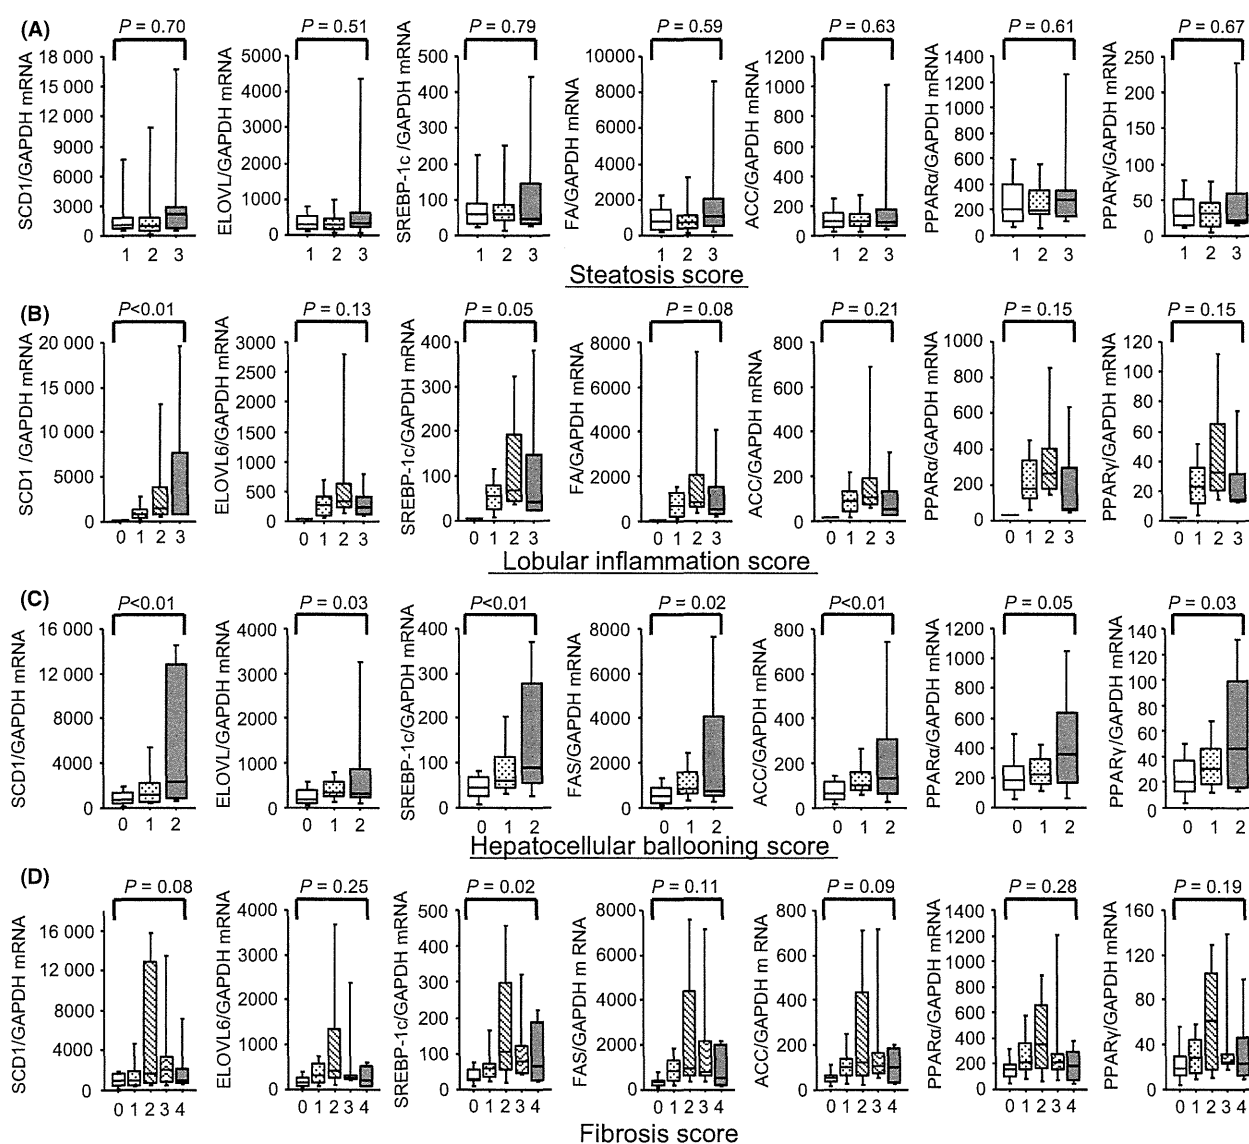 (A)
P = 0.70
P = 0.51
P = 0.79
P = 0.59
P = 0.63
P = 0.61
P = 0.67
SCD1/GAPDH mRNA
18 000
15 000
12 000
9000
6000
3000
0
1 2 3
ELOVL/GAPDH mRNA
5000
4000
3000
2000
1000
0
1 2 3
SREBP-1c /GAPDH mRNA
500
400
300
200
100
0
1 2 3
FA/GAPDH mRNA
10000
8000
6000
4000
2000
0
1 2 3
ACC/GAPDH mRNA
1200
1000
800
600
400
200
0
1 2 3
PPARα/GAPDH mRNA
1400
1200
1000
800
600
400
200
0
1 2 3
PPARγ/GAPDH mRNA
250
200
150
100
50
0
1 2 3
Steatosis score
(B)
P<0.01
P = 0.13
P = 0.05
P = 0.08
P = 0.21
P = 0.15
P = 0.15
SCD1 /GAPDH mRNA
20 000
15 000
10 000
5000
0
0 1 2 3
ELOVL6/GAPDH mRNA
3000
2500
2000
1500
1000
500
0
0 1 2 3
SREBP-1c/GAPDH mRNA
400
300
200
100
0
0 1 2 3
FA/GAPDH mRNA
8000
6000
4000
2000
0
0 1 2 3
ACC/GAPDH mRNA
800
600
400
200
0
0 1 2 3
PPARα/GAPDH mRNA
1000
800
600
400
200
0
0 1 2 3
PPARγ/GAPDH mRNA
120
100
80
60
40
20
0
0 1 2 3
Lobular inflammation score
(C)
P<0.01
P = 0.03
P<0.01
P = 0.02
P<0.01
P = 0.05
P = 0.03
SCD1/GAPDH mRNA
16 000
12 000
8000
4000
0
0 1 2
ELOVL/GAPDH mRNA
4000
3000
2000
1000
0
0 1 2
SREBP-1c/GAPDH mRNA
400
300
200
100
0
0 1 2
FAS/GAPDH mRNA
8000
6000
4000
2000
0
0 1 2
ACC/GAPDH mRNA
800
600
400
200
0
0 1 2
PPARα/GAPDH mRNA
1200
1000
800
600
400
200
0
0 1 2
PPARγ/GAPDH mRNA
140
120
100
80
60
40
20
0
0 1 2
Hepatocellular ballooning score
(D)
P = 0.08
P = 0.25
P = 0.02
P = 0.11
P = 0.09
P = 0.28
P = 0.19
SCD1/GAPDH mRNA
16 000
12 000
8000
4000
0
0 1 2 3 4
ELOVL6/GAPDH mRNA
4000
3000
2000
1000
0
0 1 2 3 4
SREBP-1c/GAPDH mRNA
500
400
300
200
100
0
0 1 2 3 4
FAS/GAPDH m RNA
8000
6000
4000
2000
0
0 1 2 3 4
ACC/GAPDH m RNA
800
600
400
200
0
0 1 2 3 4
PPARα/GAPDH mRNA
1400
1200
1000
800
600
400
200
0
0 1 2 3 4
PPARγ/GAPDH mRNA
160
120
80
40
0
0 1 2 3 4
Fibrosis score